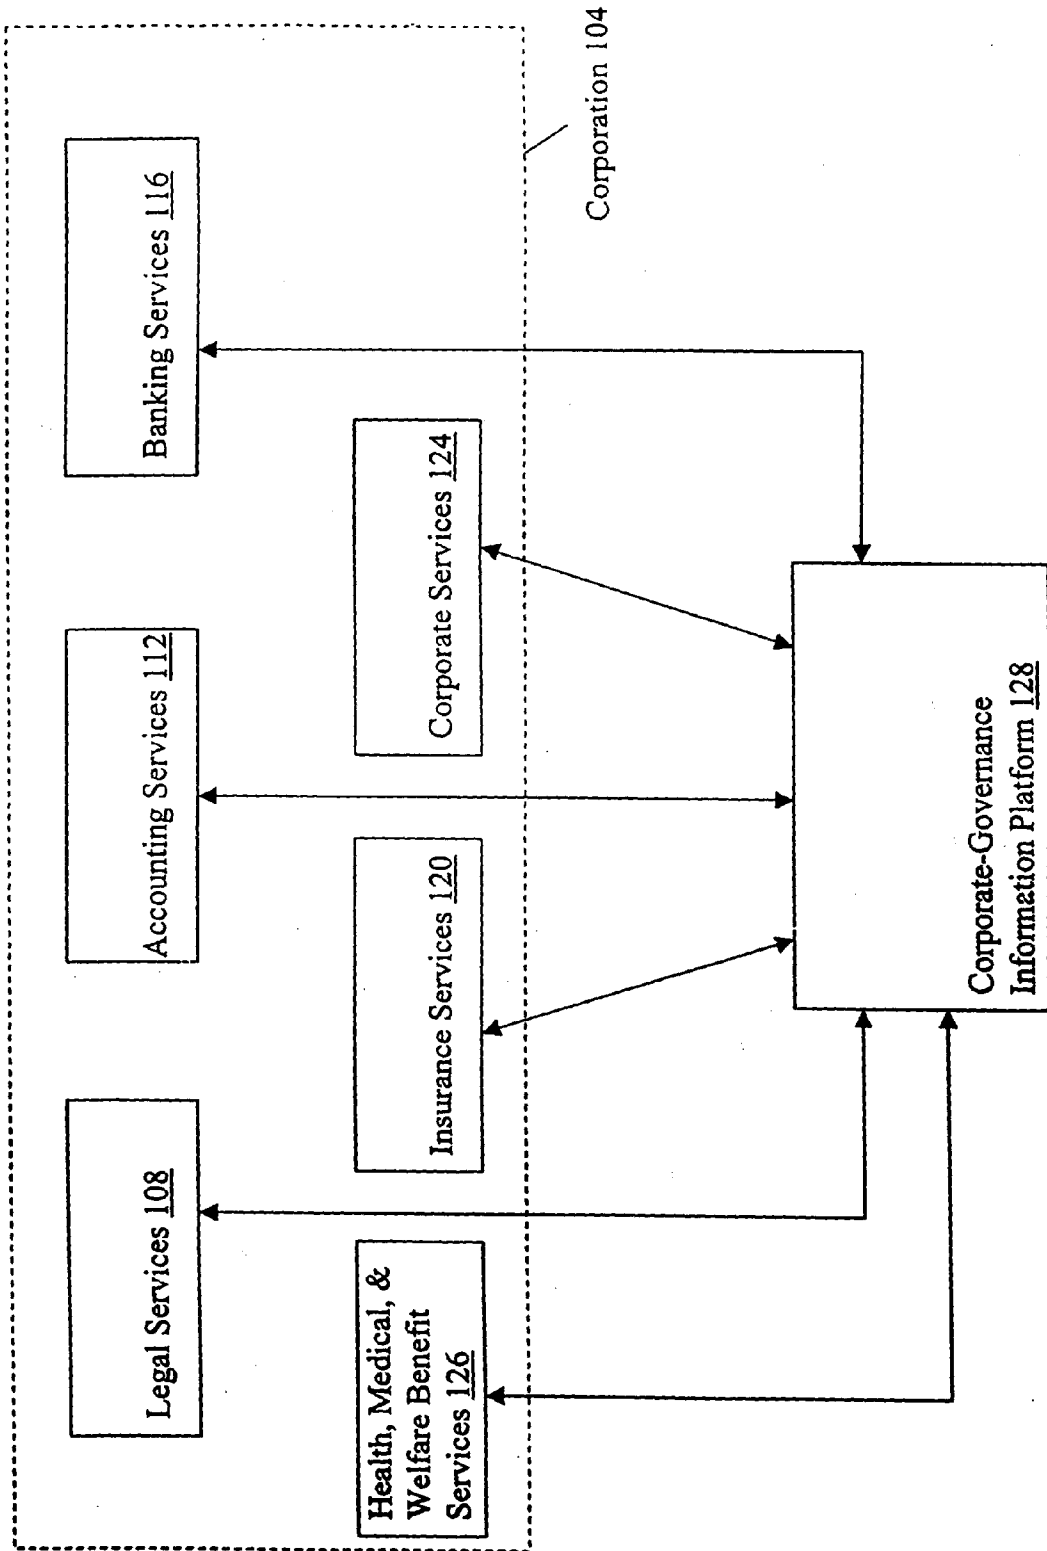 Legal Services 108
Accounting Services 112
Banking Services 116
Health, Medical, &
Welfare Benefit
Services 126
Insurance Services 120
Corporate Services 124
Corporation 104
Corporate-Governance
Information Platform 128